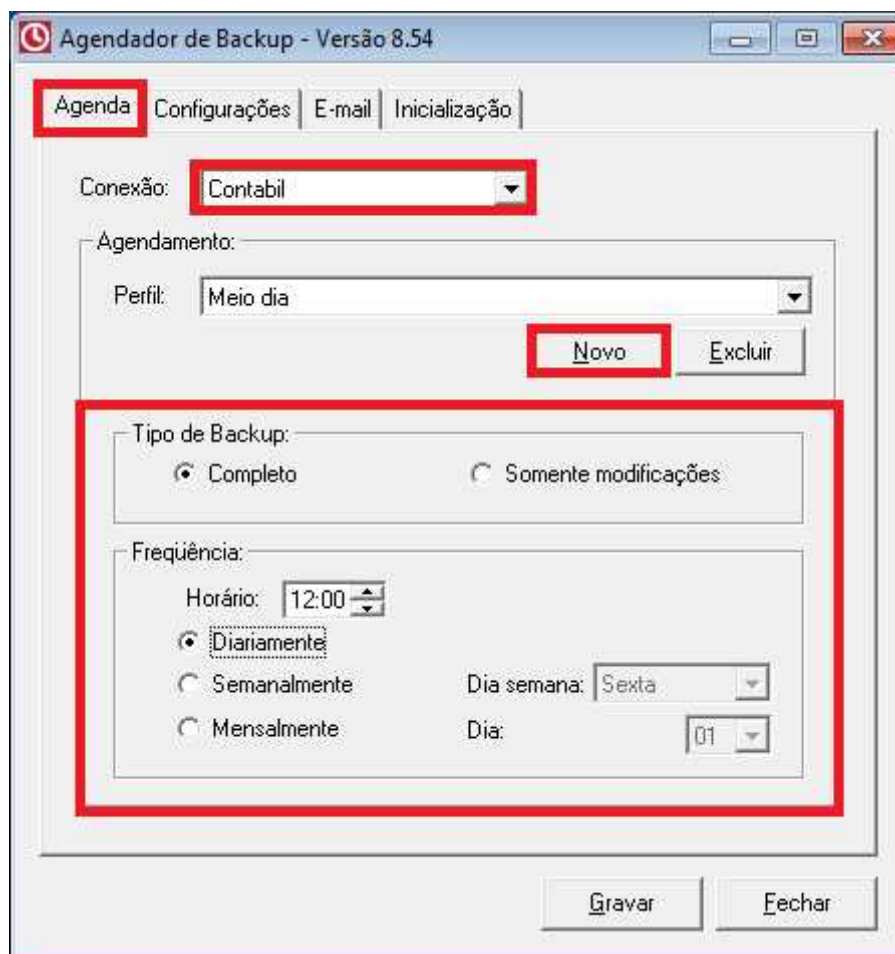 Agendador de Backup - Versão 8.54
Agenda Configurações E-mail Inicialização
Conexão: Contabil
Agendamento:
Perfil: Meio dia
Novo Excluir
Tipo de Backup:
Completo Somente modificações
Freqüência:
Horário: 12:00
Diariamente
Semanalmente Dia semana: Sexta
Mensalmente Dia: 01
Gravar Fechar